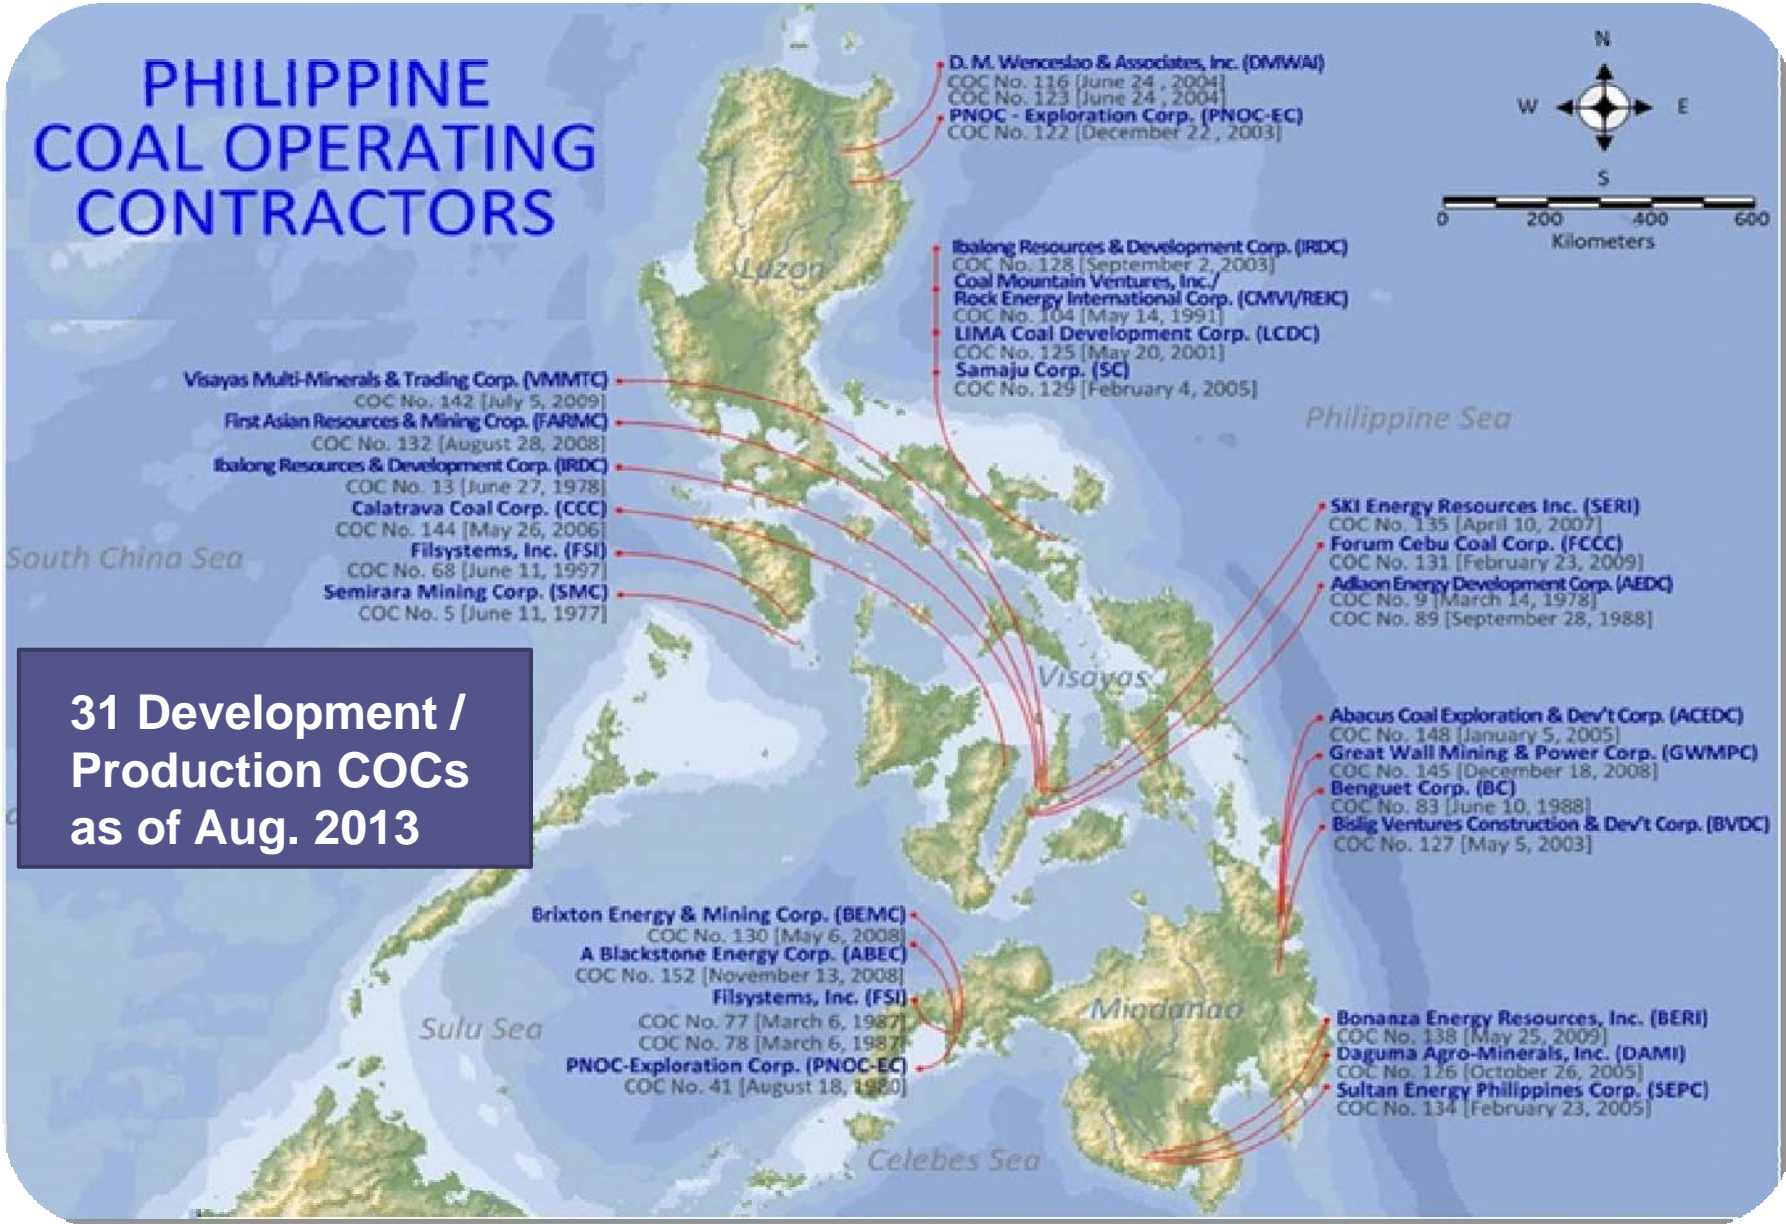 PHILIPPINE
COAL OPERATING
CONTRACTORS
D. M. Wenceslao & Associates, Inc. (DMWAI)
COC No. 116 [June 24 , 2004]
COC No. 123 [June 24 , 2004]
PNOC - Exploration Corp. (PNOC-EC)
COC No. 122 [December 22 , 2003]
N
W
E
S
0 200 400 600
Kilometers
Luzon
Ibalong Resources & Development Corp. (IRDC)
COC No. 128 [September 2, 2003]
Coal Mountain Ventures, Inc./
Rock Energy International Corp. (CMVI/REIC)
COC No. 104 [May 14, 1991]
LIMA Coal Development Corp. (LCDC)
COC No. 125 [May 20, 2001]
Samaju Corp. (SC)
COC No. 129 [February 4, 2005]
Philippine Sea
Visayas Multi-Minerals & Trading Corp. (VMMTC)
COC No. 142 [July 5, 2009]
First Asian Resources & Mining Crop. (FARMC)
COC No. 132 [August 28, 2008]
Ibalong Resources & Development Corp. (IRDC)
COC No. 13 [June 27, 1978]
Calatrava Coal Corp. (CCC)
COC No. 144 [May 26, 2006]
Filsystems, Inc. (FSI)
COC No. 68 [June 11, 1997]
Semirara Mining Corp. (SMC)
COC No. 5 [June 11, 1977]
South China Sea
SKI Energy Resources Inc. (SERI)
COC No. 135 [April 10, 2007]
Forum Cebu Coal Corp. (FCCC)
COC No. 131 [February 23, 2009]
Adlaon Energy Development Corp. (AEDC)
COC No. 9 [March 14, 1978]
COC No. 89 [September 28, 1988]
Visayas
31 Development /
Production COCs
as of Aug. 2013
Abacus Coal Exploration & Dev't Corp. (ACEDC)
COC No. 148 [January 5, 2005]
Great Wall Mining & Power Corp. (GWMPC)
COC No. 145 [December 18, 2008]
Benguet Corp. (BC)
COC No. 83 [June 10, 1988]
Bislig Ventures Construction & Dev't Corp. (BVDC)
COC No. 127 [May 5, 2003]
Brixton Energy & Mining Corp. (BEMC)
COC No. 130 [May 6, 2008]
A Blackstone Energy Corp. (ABEC)
COC No. 152 [November 13, 2008]
Filsystems, Inc. (FSI)
COC No. 77 [March 6, 1987]
COC No. 78 [March 6, 1987]
PNOC-Exploration Corp. (PNOC-EC)
COC No. 41 [August 18, 1980]
Sulu Sea
Mindanao
Bonanza Energy Resources, Inc. (BERI)
COC No. 138 [May 25, 2009]
Daguma Agro-Minerals, Inc. (DAMI)
COC No. 126 [October 26, 2005]
Sultan Energy Philippines Corp. (SEPC)
COC No. 134 [February 23, 2005]
Celebes Sea